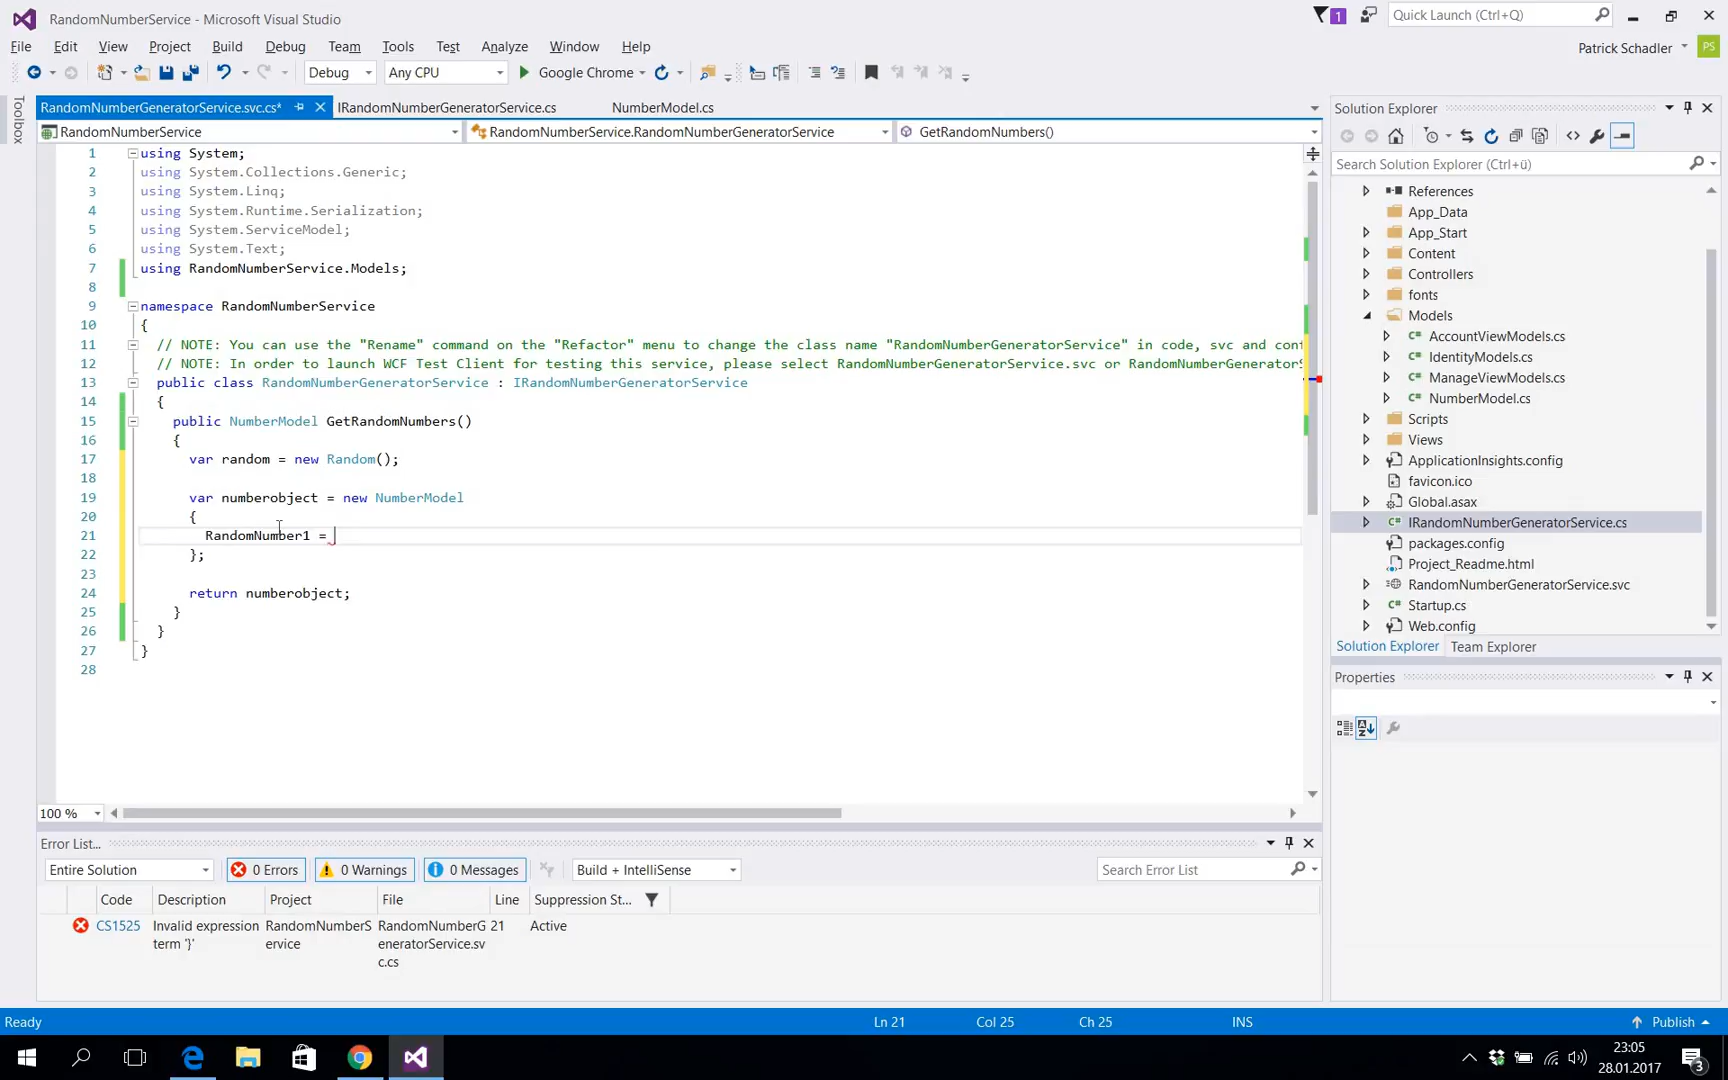 RandomNumberService - Microsoft Visual Studio
1
Quick Launch (Ctrl+Q)
File Edit View Project Build Debug Team Tools Test Analyze Window Help
Patrick Schadler
PS
Debug
Any CPU
Google Chrome
Toolbox
RandomNumberGeneratorService.svc.cs*
IRandomNumberGeneratorService.cs
NumberModel.cs
RandomNumberService
RandomNumberService.RandomNumberGeneratorService
GetRandomNumbers()
1 using System;
2 using System.Collections.Generic;
3 using System.Linq;
4 using System.Runtime.Serialization;
5 using System.ServiceModel;
6 using System.Text;
7 using RandomNumberService.Models;
8
9 namespace RandomNumberService
10 {
11 // NOTE: You can use the "Rename" command on the "Refactor" menu to change the class name "RandomNumberGeneratorService" in code, svc and con
12 // NOTE: In order to launch WCF Test Client for testing this service, please select RandomNumberGeneratorService.svc or RandomNumberGenerators
13 public class RandomNumberGeneratorService : IRandomNumberGeneratorService
14 {
15 public NumberModel GetRandomNumbers()
16 {
17 var random = new Random();
18
19 var numberobject = new NumberModel
20 {
21 RandomNumber1 =
22 };
23
24 return numberobject;
25 }
26 }
27 }
28
100 %
Solution Explorer
Search Solution Explorer (Ctrl+ü)
References
App_Data
App_Start
Content
Controllers
fonts
Models
AccountViewModels.cs
IdentityModels.cs
ManageViewModels.cs
NumberModel.cs
Scripts
Views
ApplicationInsights.config
favicon.ico
Global.asax
IRandomNumberGeneratorService.cs
packages.config
Project_Readme.html
RandomNumberGeneratorService.svc
Startup.cs
Web.config
Solution Explorer Team Explorer
Properties
Error List...
Entire Solution
0 Errors
0 Warnings
0 Messages
Build + IntelliSense
Search Error List
Code Description Project File Line Suppression St...
CS1525 Invalid expression RandomNumberS RandomNumberG 21 Active
term '}' ervice eneratorService.sv
c.cs
Ready
Ln 21
Col 25
Ch 25
INS
Publish
23:05
28.01.2017
3